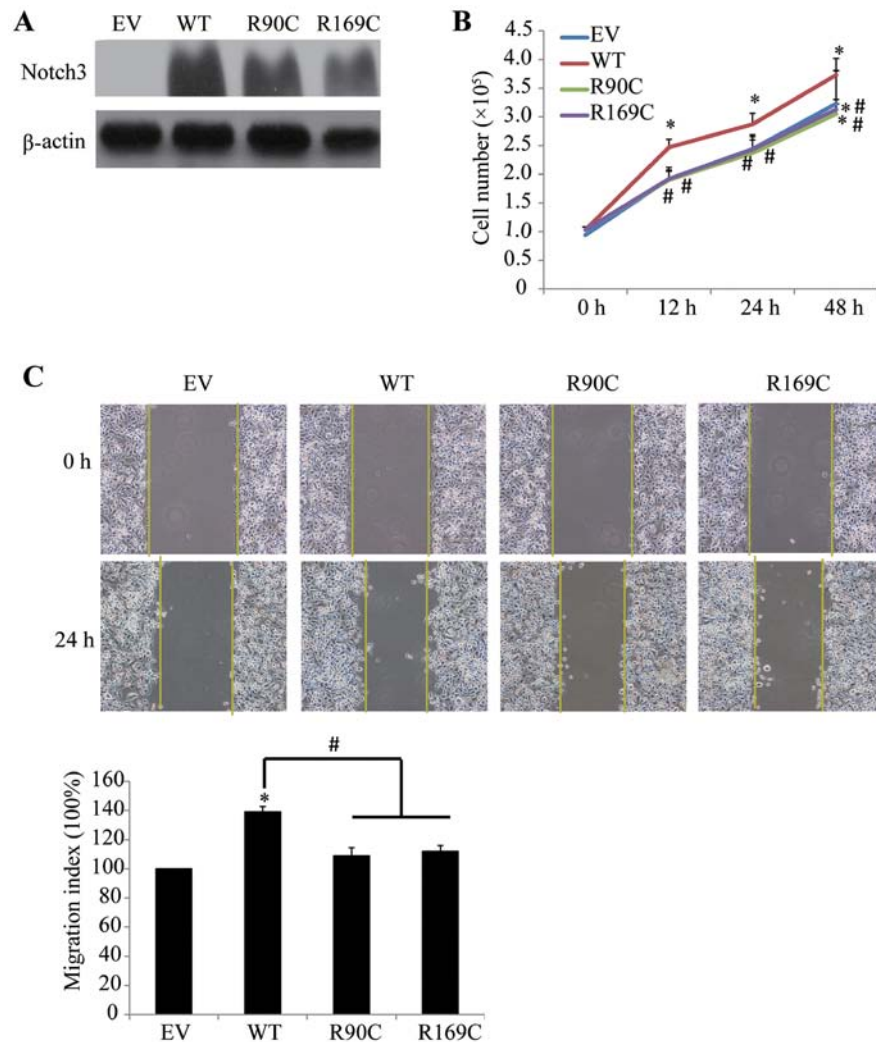 A
EV WT R90C R169C
Notch3
β-actin
B
Cell number (×10⁵)
4.5
4.0
3.5
3.0
2.5
2.0
1.5
1.0
0.5
0
EV
WT
R90C
R169C
*
*
*
#
*
#
*
# #
# #
0 h 12 h 24 h 48 h
C
EV WT R90C R169C
0 h
24 h
Migration index (100%)
160
140
120
100
80
60
40
20
0
#
*
EV WT R90C R169C